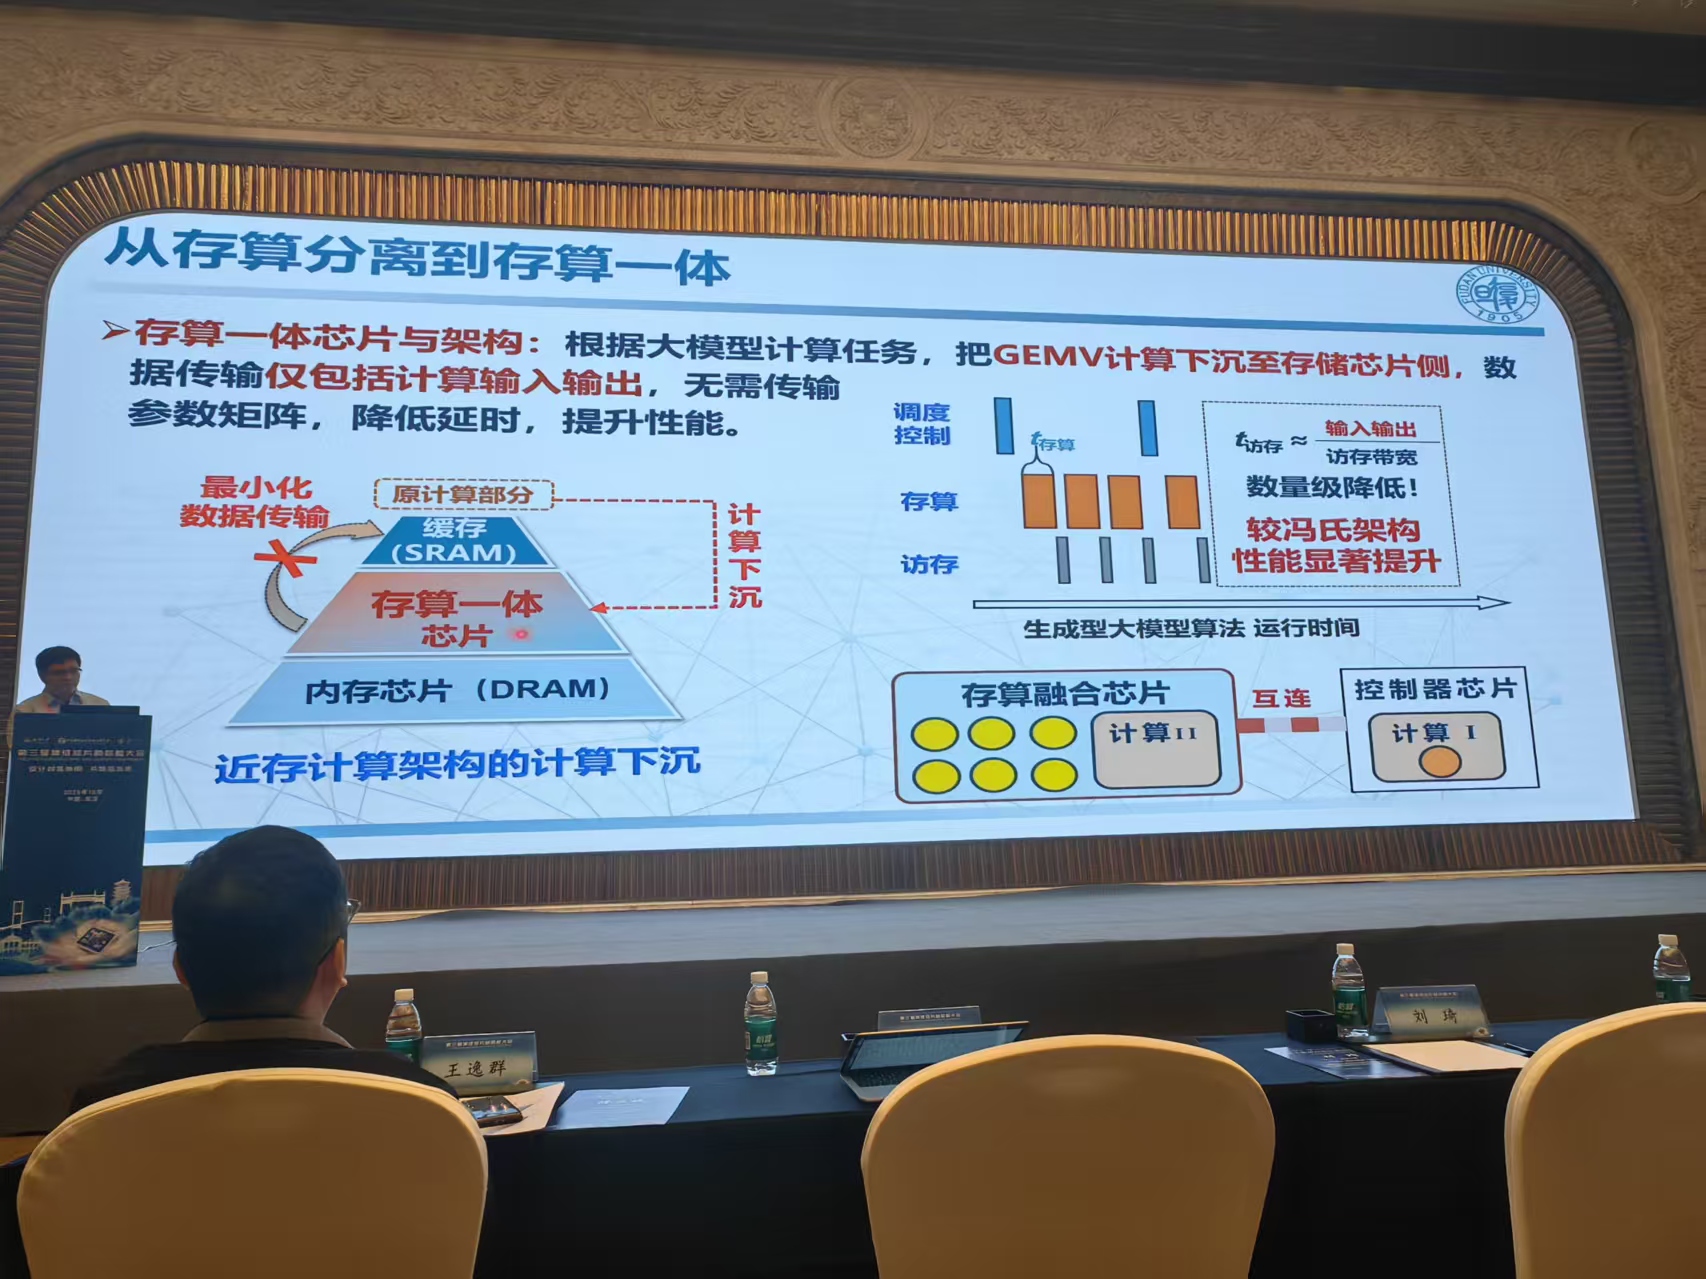 从存算分离到存算一体
FUDAN UNIVERSITY
1905
➢存算一体芯片与架构：根据大模型计算任务，把GEMV计算下沉至存储芯片侧，数
据传输仅包括计算输入输出，无需传输
参数矩阵，降低延时，提升性能。
最小化
数据传输
原计算部分
缓存
(SRAM)
存算一体
芯片
内存芯片（DRAM）
计算下沉
近存计算架构的计算下沉
调度
控制
t存算
存算
访存
t访存 ≈ 输入输出
访存带宽
数量级降低！
较冯氏架构
性能显著提升
生成型大模型算法 运行时间
存算融合芯片
计算II
互连
控制器芯片
计算 I
王逸群
刘琦